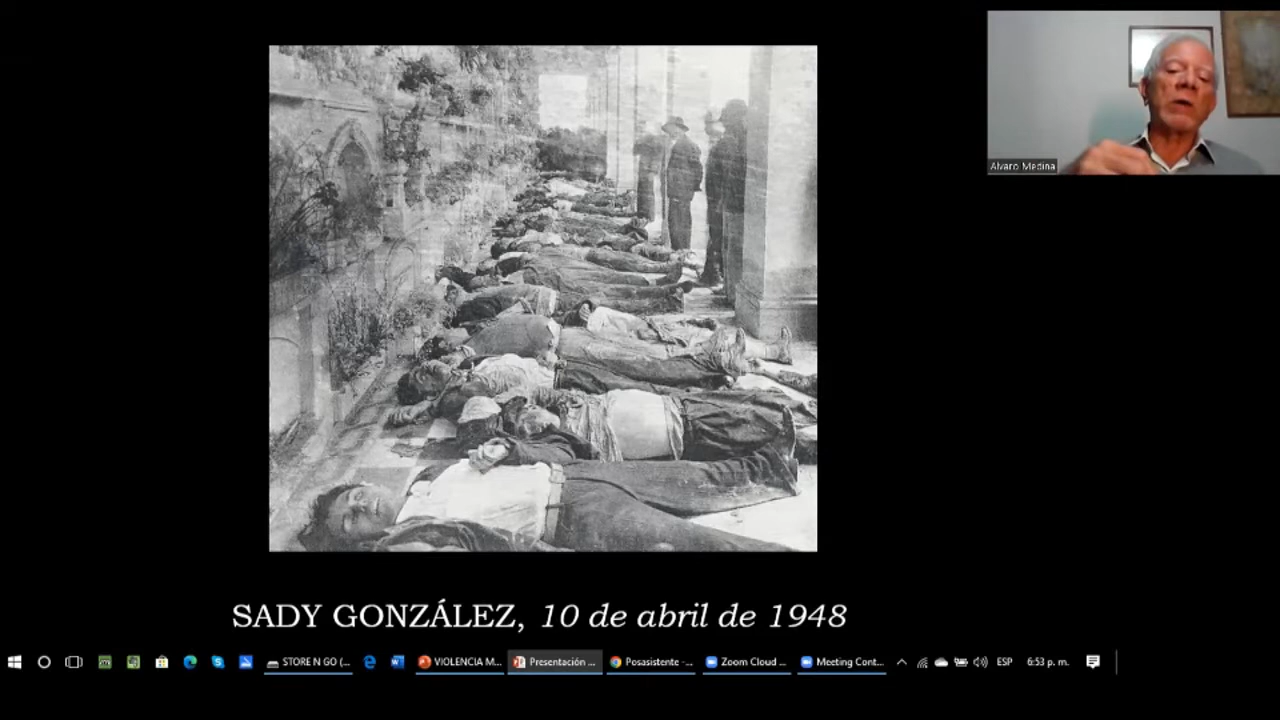 Alvaro Medina
SADY GONZÁLEZ, 10 de abril de 1948
STORE N GO (...
VIOLENCIA M...
Presentación ...
Posasistente -...
Zoom Cloud ...
Meeting Cont...
ESP
6:53 p. m.